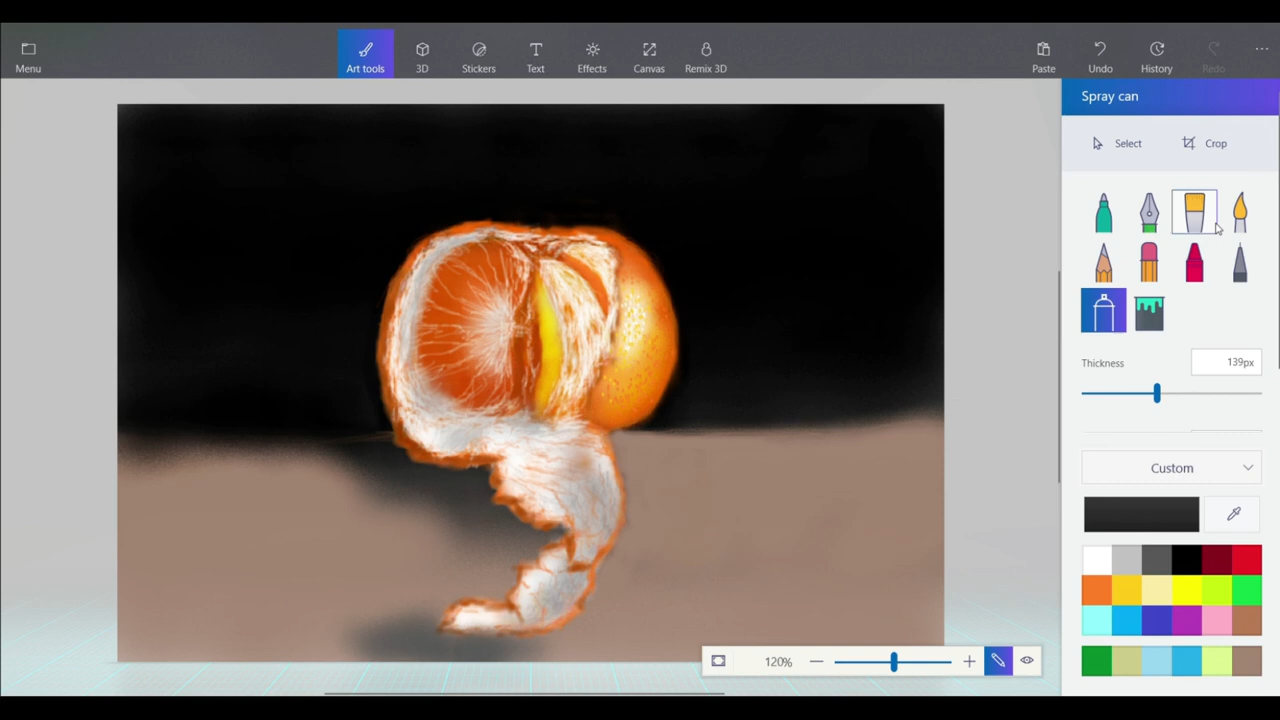 Menu
Art tools
3D
Stickers
Text
Effects
Canvas
Remix 3D
Paste
Undo
History
Redo
Spray can
Select
Crop
Thickness
139px
Custom
120%